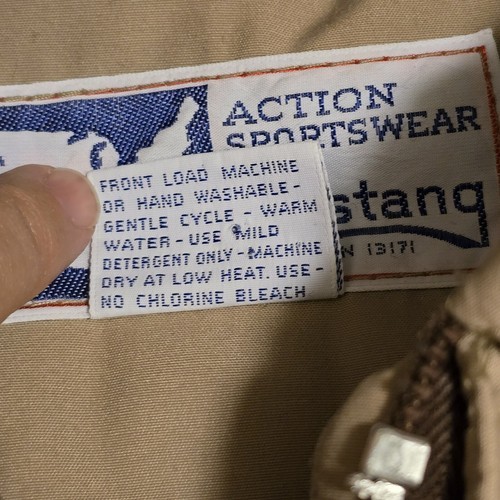 ACTION
SPORTSWEAR
stang
N 13171
FRONT LOAD MACHINE
OR HAND WASHABLE-
GENTLE CYCLE - WARM
WATER - USE MILD
DETERGENT ONLY - MACHINE
DRY AT LOW HEAT. USE -
NO CHLORINE BLEACH